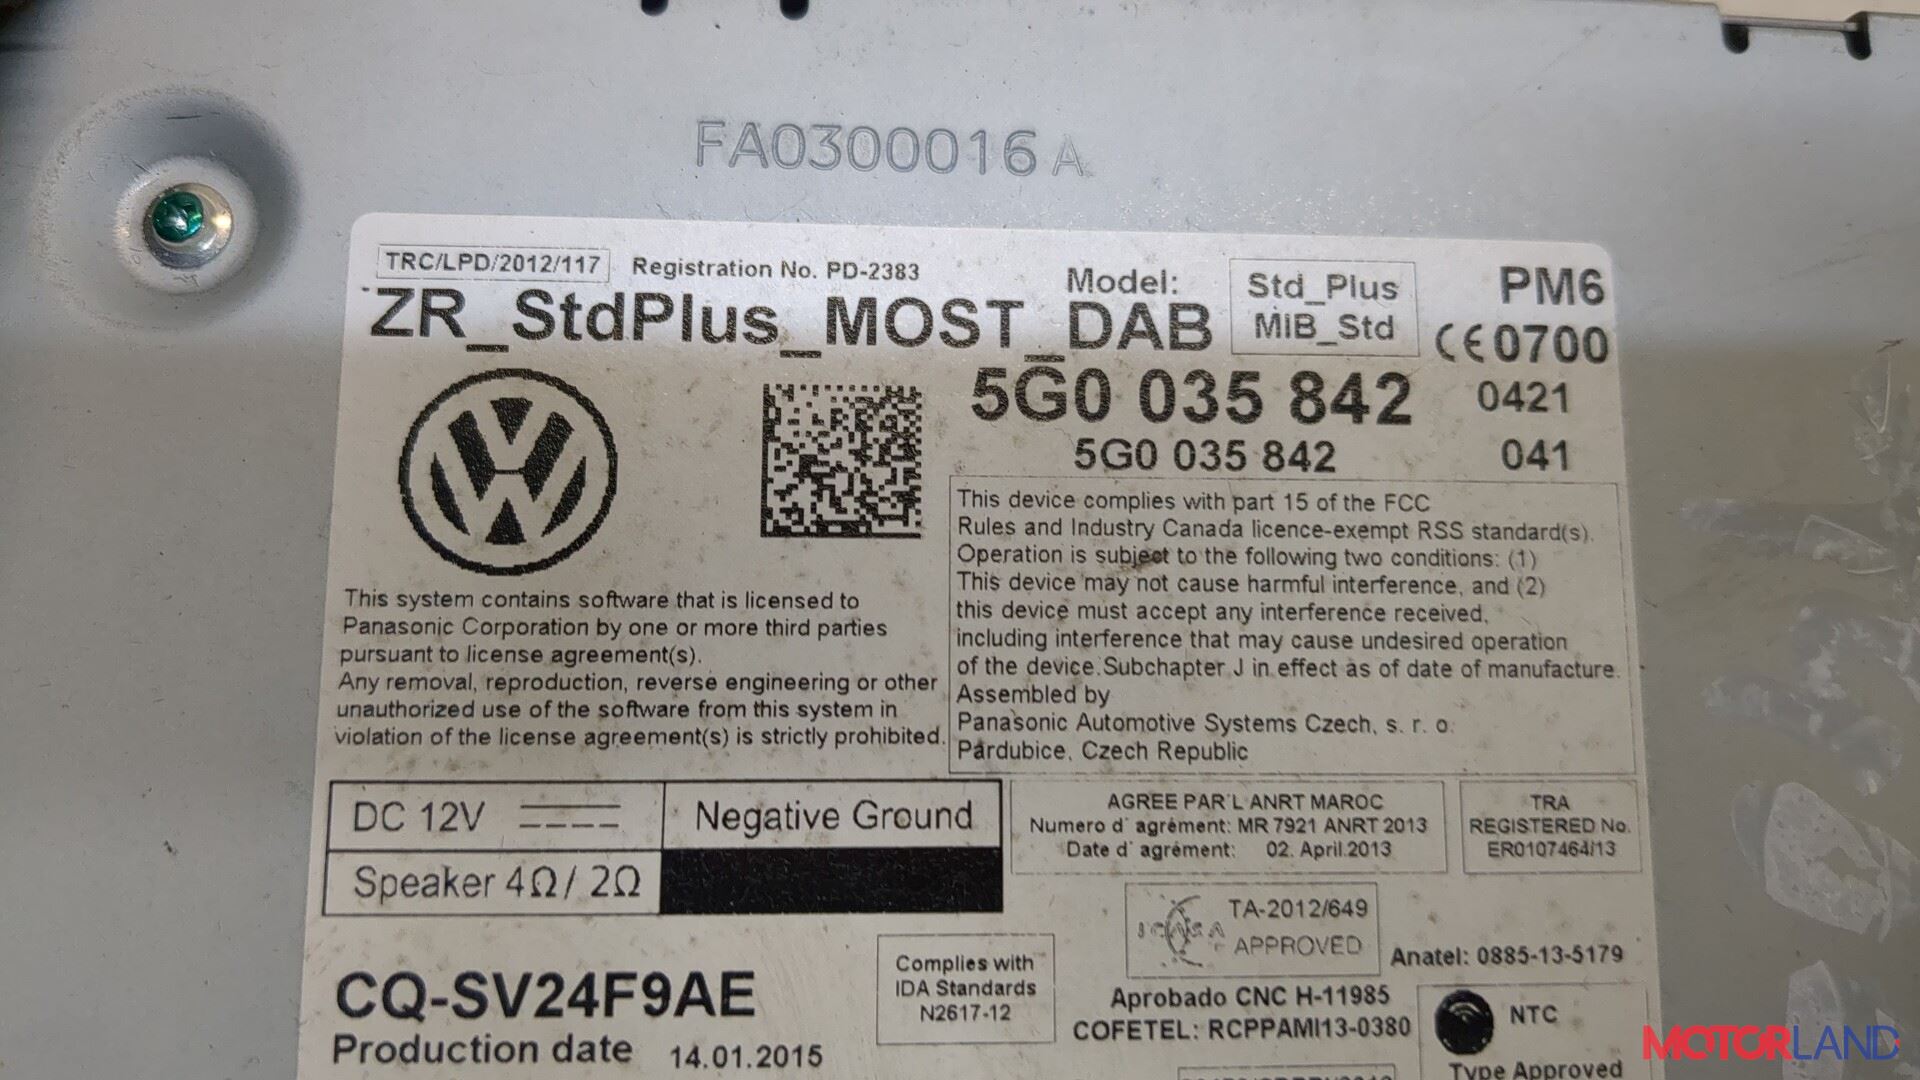 FA0300016 A
TRC/LPD/2012/117
Registration No. PD-2383
ZR_StdPlus_MOST_DAB
Model:
Std_Plus
MIB_Std
PM6
CE0700
5G0 035 842
0421
5G0 035 842
041
This device complies with part 15 of the FCC
Rules and Industry Canada licence-exempt RSS standard(s).
Operation is subject to the following two conditions: (1)
This device may not cause harmful interference, and (2)
this device must accept any interference received,
including interference that may cause undesired operation
of the device.Subchapter J in effect as of date of manufacture.
Assembled by
Panasonic Automotive Systems Czech, s. r. o.
Pardubice, Czech Republic
This system contains software that is licensed to
Panasonic Corporation by one or more third parties
pursuant to license agreement(s).
Any removal, reproduction, reverse engineering or other
unauthorized use of the software from this system in
violation of the license agreement(s) is strictly prohibited.
DC 12V
Negative Ground
Speaker 4Ω/ 2Ω
AGREE PAR'L ANRT MAROC
Numero d' agrément: MR 7921 ANRT 2013
Date d' agrément: 02. April.2013
TRA
REGISTERED No.
ER0107464/13
ICASA
TA-2012/649
APPROVED
Anatel: 0885-13-5179
CQ-SV24F9AE
Production date 14.01.2015
Complies with
IDA Standards
N2617-12
Aprobado CNC H-11985
COFETEL: RCPPAMI13-0380
NTC
Type Approved
MOTORLAND